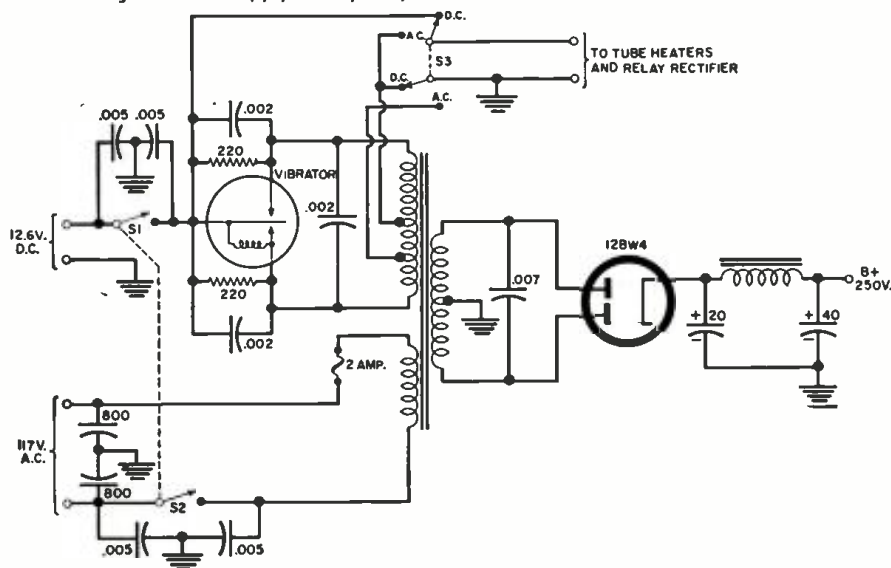 D.C.
A.C.
S3
TO TUBE HEATERS
AND RELAY RECTIFIER
D.C.
A.C.
.005 .005
.002
220
VIBRATOR
.002
12.6V.
D.C.
S1
220
.002
12BW4
.007
B+
250V.
+ 20 -
+ 40 -
2 AMP.
117V.
A.C.
800
800
S2
.005 .005